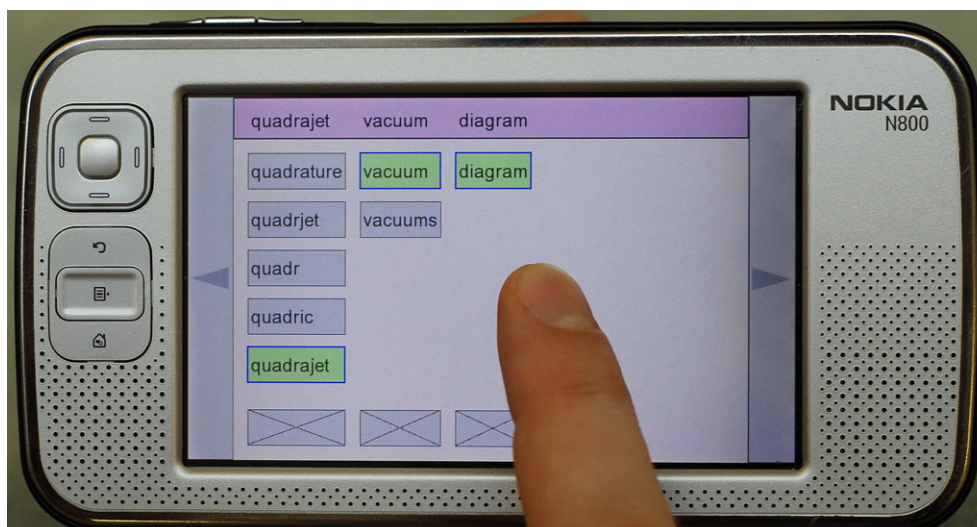 NOKIA
N800
quadrajet vacuum diagram
quadrature vacuum diagram
quadrjet vacuums
quadr
quadric
quadrajet